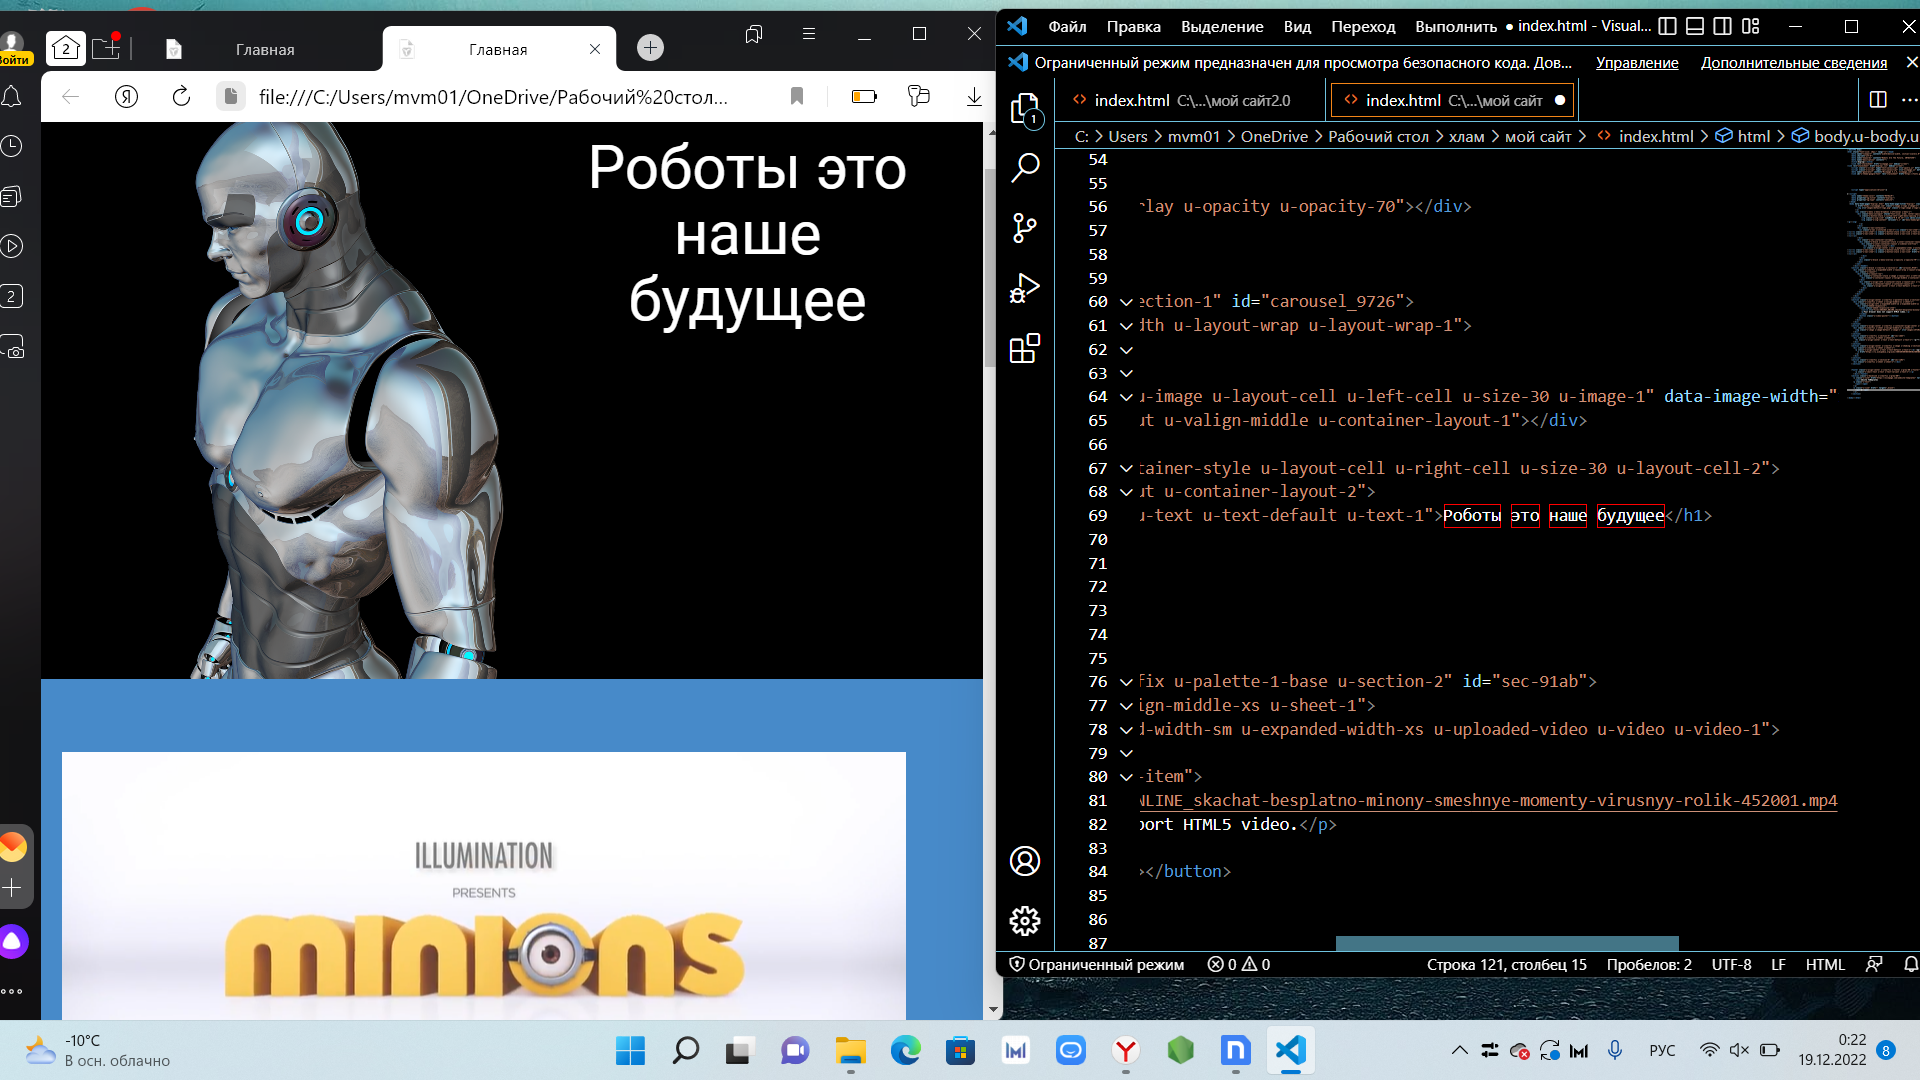 2
Главная
Главная
Войти
file:///C:/Users/mvm01/OneDrive/Рабочий%20стол...
2
Роботы это
наше
будущее
ILLUMINATION
PRESENTS
MINIONS
Файл Правка Выделение Вид Переход Выполнить ● index.html - Visual...
Ограниченный режим предназначен для просмотра безопасного кода. Дов... Управление Дополнительные сведения
1
index.html C:\...\мой сайт2.0
index.html C:\...\мой сайт
C: > Users > mvm01 > OneDrive > Рабочий стол > хлам > мой сайт > index.html > html > body.u-body.u
54
55
56 rlay u-opacity u-opacity-70"></div>
57
58
59
60 ection-1" id="carousel_9726">
61 dth u-layout-wrap u-layout-wrap-1">
62
63
64 u-image u-layout-cell u-left-cell u-size-30 u-image-1" data-image-width="
65 ut u-valign-middle u-container-layout-1"></div>
66
67 tainer-style u-layout-cell u-right-cell u-size-30 u-layout-cell-2">
68 ut u-container-layout-2">
69 u-text u-text-default u-text-1">Роботы это наше будущее</h1>
70
71
72
73
74
75
76 fix u-palette-1-base u-section-2" id="sec-91ab">
77 ign-middle-xs u-sheet-1">
78 d-width-sm u-expanded-width-xs u-uploaded-video u-video u-video-1">
79
80 -item">
81 NLINE_skachat-besplatno-minony-smeshnye-momenty-virusnyy-rolik-452001.mp4
82 port HTML5 video.</p>
83
84 ></button>
85
86
87
Ограниченный режим 0 0 Строка 121, столбец 15 Пробелов: 2 UTF-8 LF HTML
-10°C
В осн. облачно
РУС
0:22
19.12.2022
8